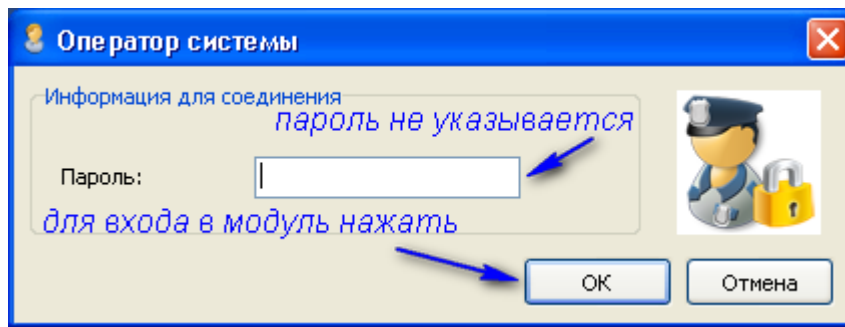 Оператор системы
Информация для соединения
пароль не указывается
Пароль:
для входа в модуль нажать
ОК
Отмена